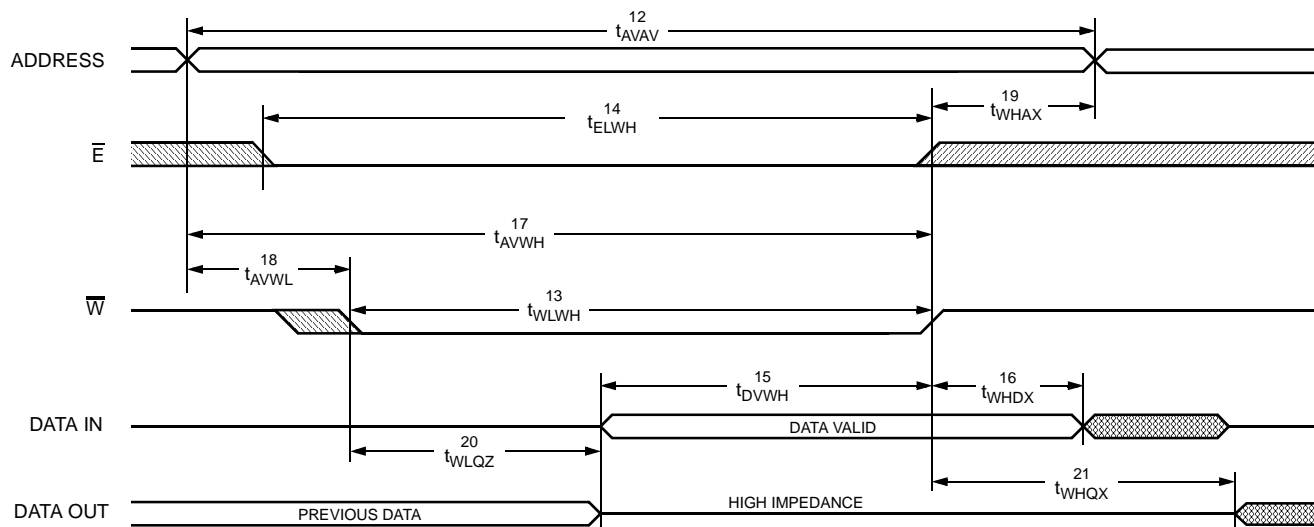 12
tAVAV
ADDRESS
14
tELWH
19
tWHAX
E̅
17
tAVWH
18
tAVWL
W̅
13
tWLWH
15
tDVWH
16
tWHDX
DATA IN
DATA VALID
20
tWLQZ
21
tWHQX
DATA OUT
PREVIOUS DATA
HIGH IMPEDANCE